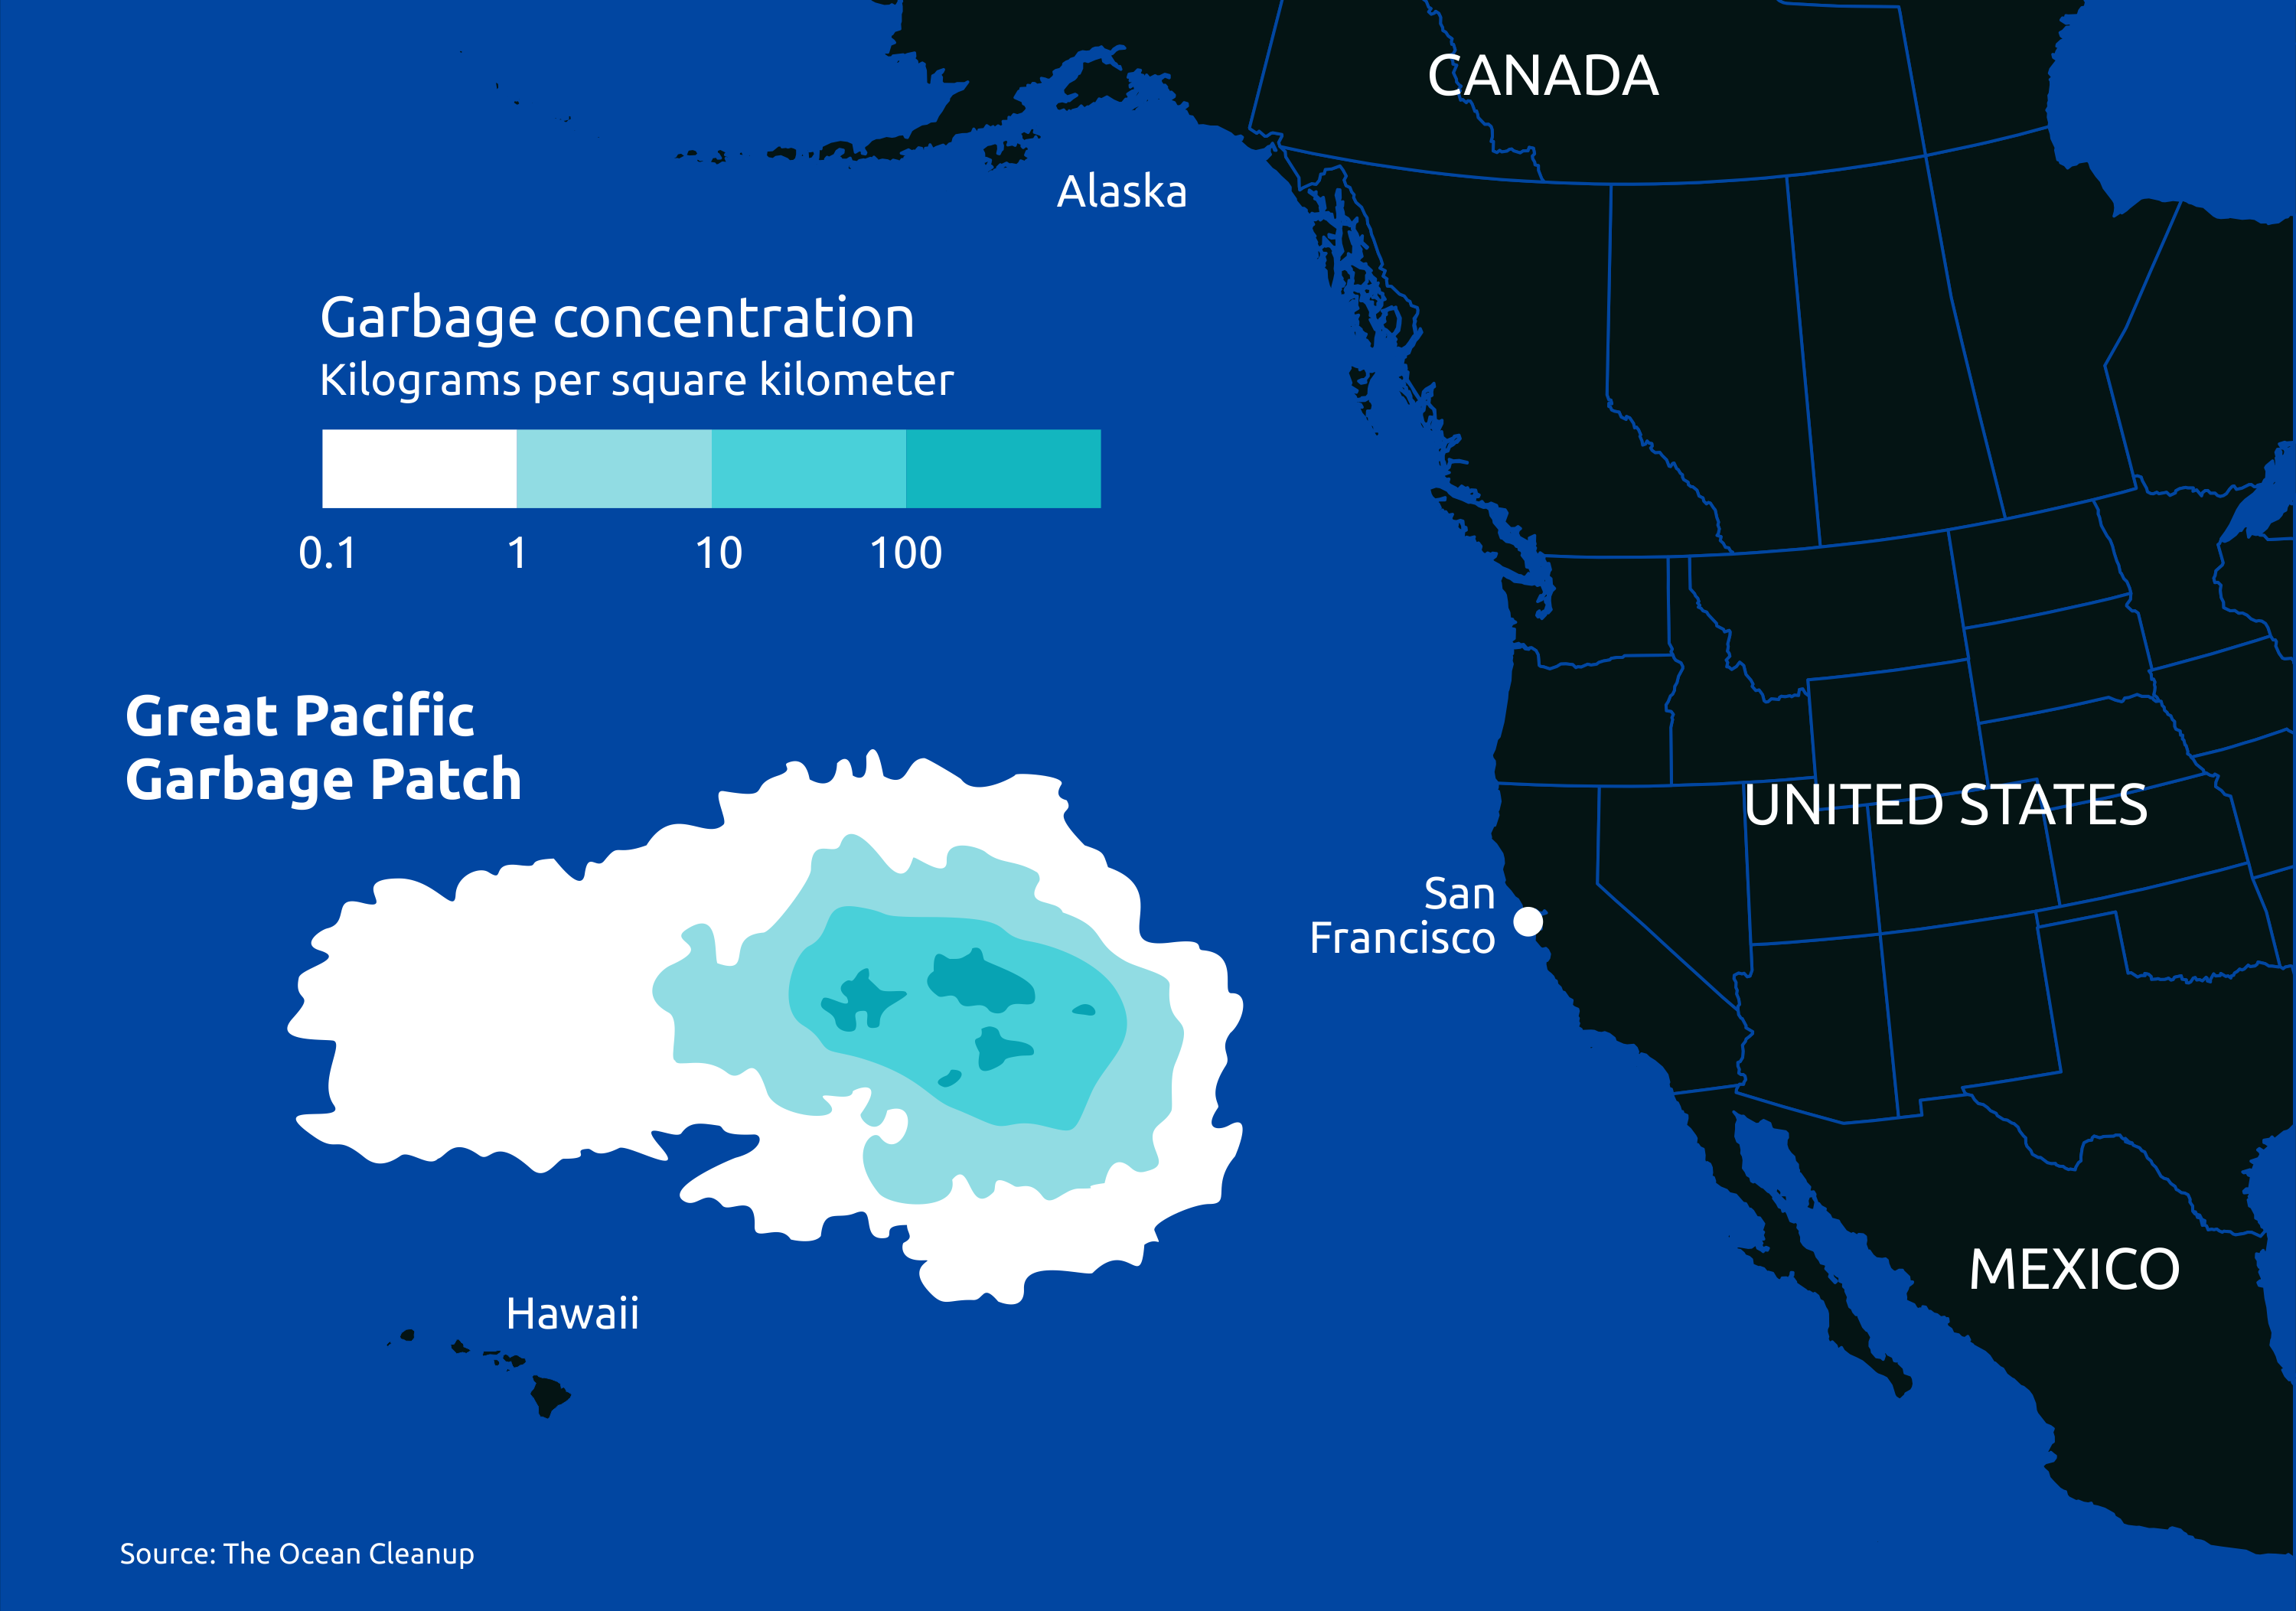 CANADA
Alaska
Garbage concentration
Kilograms per square kilometer
0.1 1 10 100
Great Pacific
Garbage Patch
UNITED STATES
San
Francisco
MEXICO
Hawaii
Source: The Ocean Cleanup